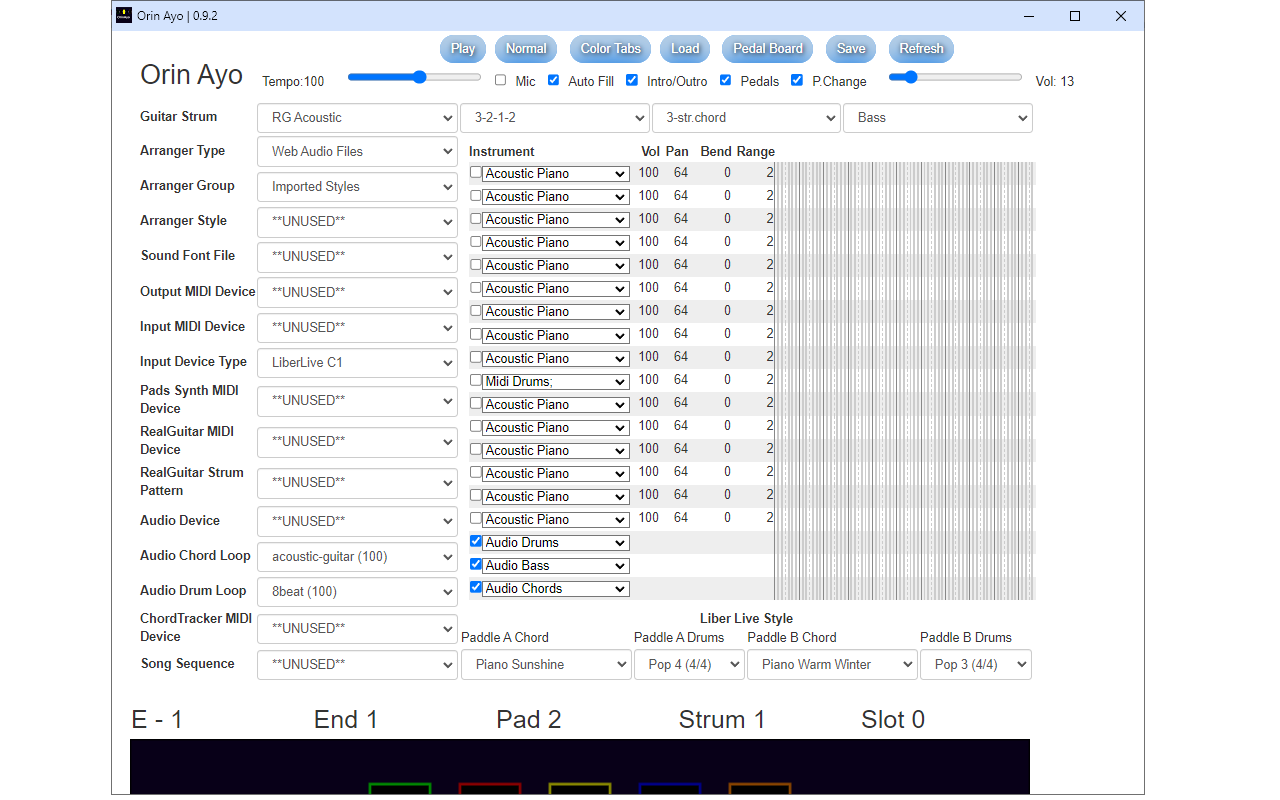 Orin Ayo | 0.9.2
Play Normal Color Tabs Load Pedal Board Save Refresh
Orin Ayo Tempo:100 Mic Auto Fill Intro/Outro Pedals P.Change Vol: 13
Guitar Strum RG Acoustic 3-2-1-2 3-str.chord Bass
Arranger Type Web Audio Files
Arranger Group Imported Styles
Arranger Style **UNUSED**
Sound Font File **UNUSED**
Output MIDI Device **UNUSED**
Input MIDI Device **UNUSED**
Input Device Type LiberLive C1
Pads Synth MIDI
Device **UNUSED**
RealGuitar MIDI
Device **UNUSED**
RealGuitar Strum
Pattern **UNUSED**
Audio Device **UNUSED**
Audio Chord Loop acoustic-guitar (100)
Audio Drum Loop 8beat (100)
ChordTracker MIDI
Device **UNUSED**
Song Sequence **UNUSED**
Instrument Vol Pan Bend Range
Acoustic Piano 100 64 0 2
Acoustic Piano 100 64 0 2
Acoustic Piano 100 64 0 2
Acoustic Piano 100 64 0 2
Acoustic Piano 100 64 0 2
Acoustic Piano 100 64 0 2
Acoustic Piano 100 64 0 2
Acoustic Piano 100 64 0 2
Acoustic Piano 100 64 0 2
Midi Drums; 100 64 0 2
Acoustic Piano 100 64 0 2
Acoustic Piano 100 64 0 2
Acoustic Piano 100 64 0 2
Acoustic Piano 100 64 0 2
Acoustic Piano 100 64 0 2
Acoustic Piano 100 64 0 2
Audio Drums
Audio Bass
Audio Chords
Liber Live Style
Paddle A Chord Paddle A Drums Paddle B Chord Paddle B Drums
Piano Sunshine Pop 4 (4/4) Piano Warm Winter Pop 3 (4/4)
E - 1 End 1 Pad 2 Strum 1 Slot 0